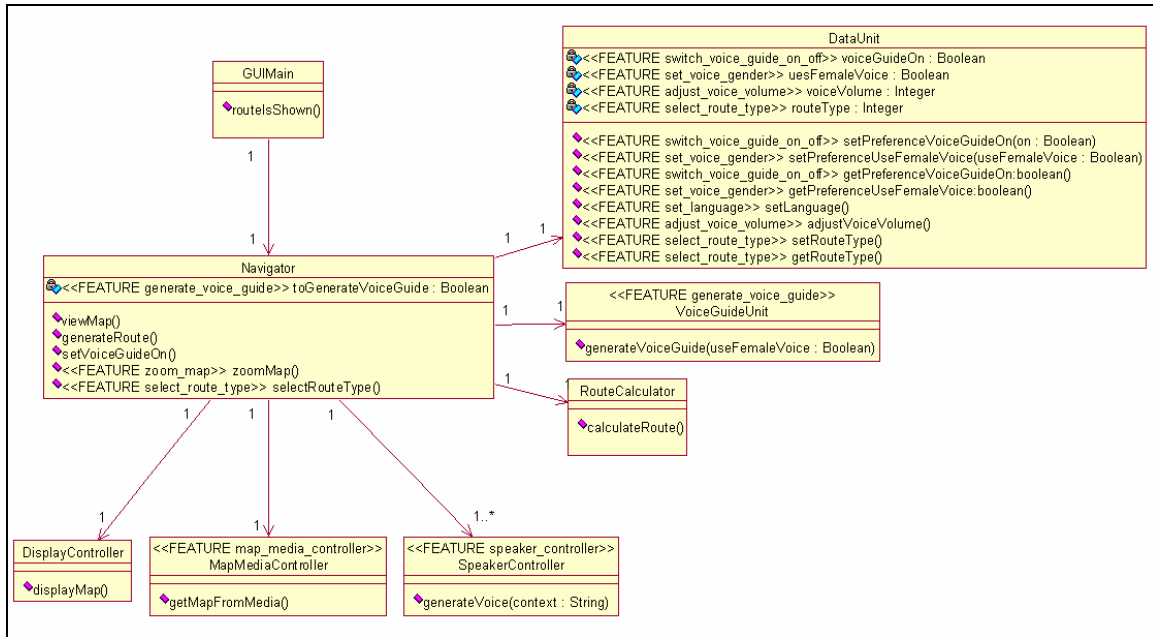 GUIMain
routeIsShown()
1
1
DataUnit
<<FEATURE switch_voice_guide_on_off>> voiceGuideOn : Boolean
<<FEATURE set_voice_gender>> uesFemaleVoice : Boolean
<<FEATURE adjust_voice_volume>> voiceVolume : Integer
<<FEATURE select_route_type>> routeType : Integer
<<FEATURE switch_voice_guide_on_off>> setPreferenceVoiceGuideOn(on : Boolean)
<<FEATURE set_voice_gender>> setPreferenceUseFemaleVoice(useFemaleVoice : Boolean)
<<FEATURE switch_voice_guide_on_off>> getPreferenceVoiceGuideOn:boolean()
<<FEATURE set_voice_gender>> getPreferenceUseFemaleVoice:boolean()
<<FEATURE set_language>> setLanguage()
<<FEATURE adjust_voice_volume>> adjustVoiceVolume()
<<FEATURE select_route_type>> setRouteType()
<<FEATURE select_route_type>> getRouteType()
Navigator
<<FEATURE generate_voice_guide>> toGenerateVoiceGuide : Boolean
viewMap()
generateRoute()
setVoiceGuideOn()
<<FEATURE zoom_map>> zoomMap()
<<FEATURE select_route_type>> selectRouteType()
1
1
1
1
<<FEATURE generate_voice_guide>>
VoiceGuideUnit
generateVoiceGuide(useFemaleVoice : Boolean)
1
1
RouteCalculator
calculateRoute()
1
1
1
1
1
1..*
DisplayController
displayMap()
<<FEATURE map_media_controller>>
MapMediaController
getMapFromMedia()
<<FEATURE speaker_controller>>
SpeakerController
generateVoice(context : String)